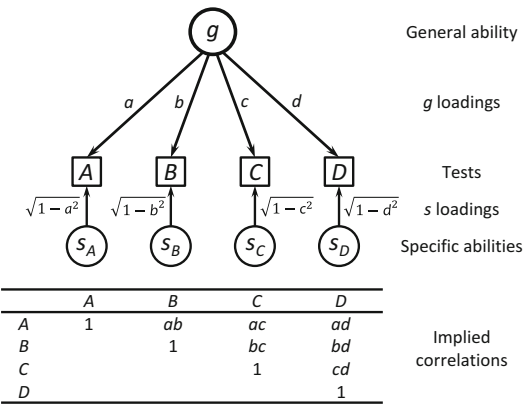 g General ability
a b c d g loadings
A B C D Tests
√1 − a² √1 − b² √1 − c² √1 − d² s loadings
s_A s_B s_C s_D Specific abilities
A B C D
A 1 ab ac ad
B 1 bc bd
C 1 cd
D 1
Implied
correlations